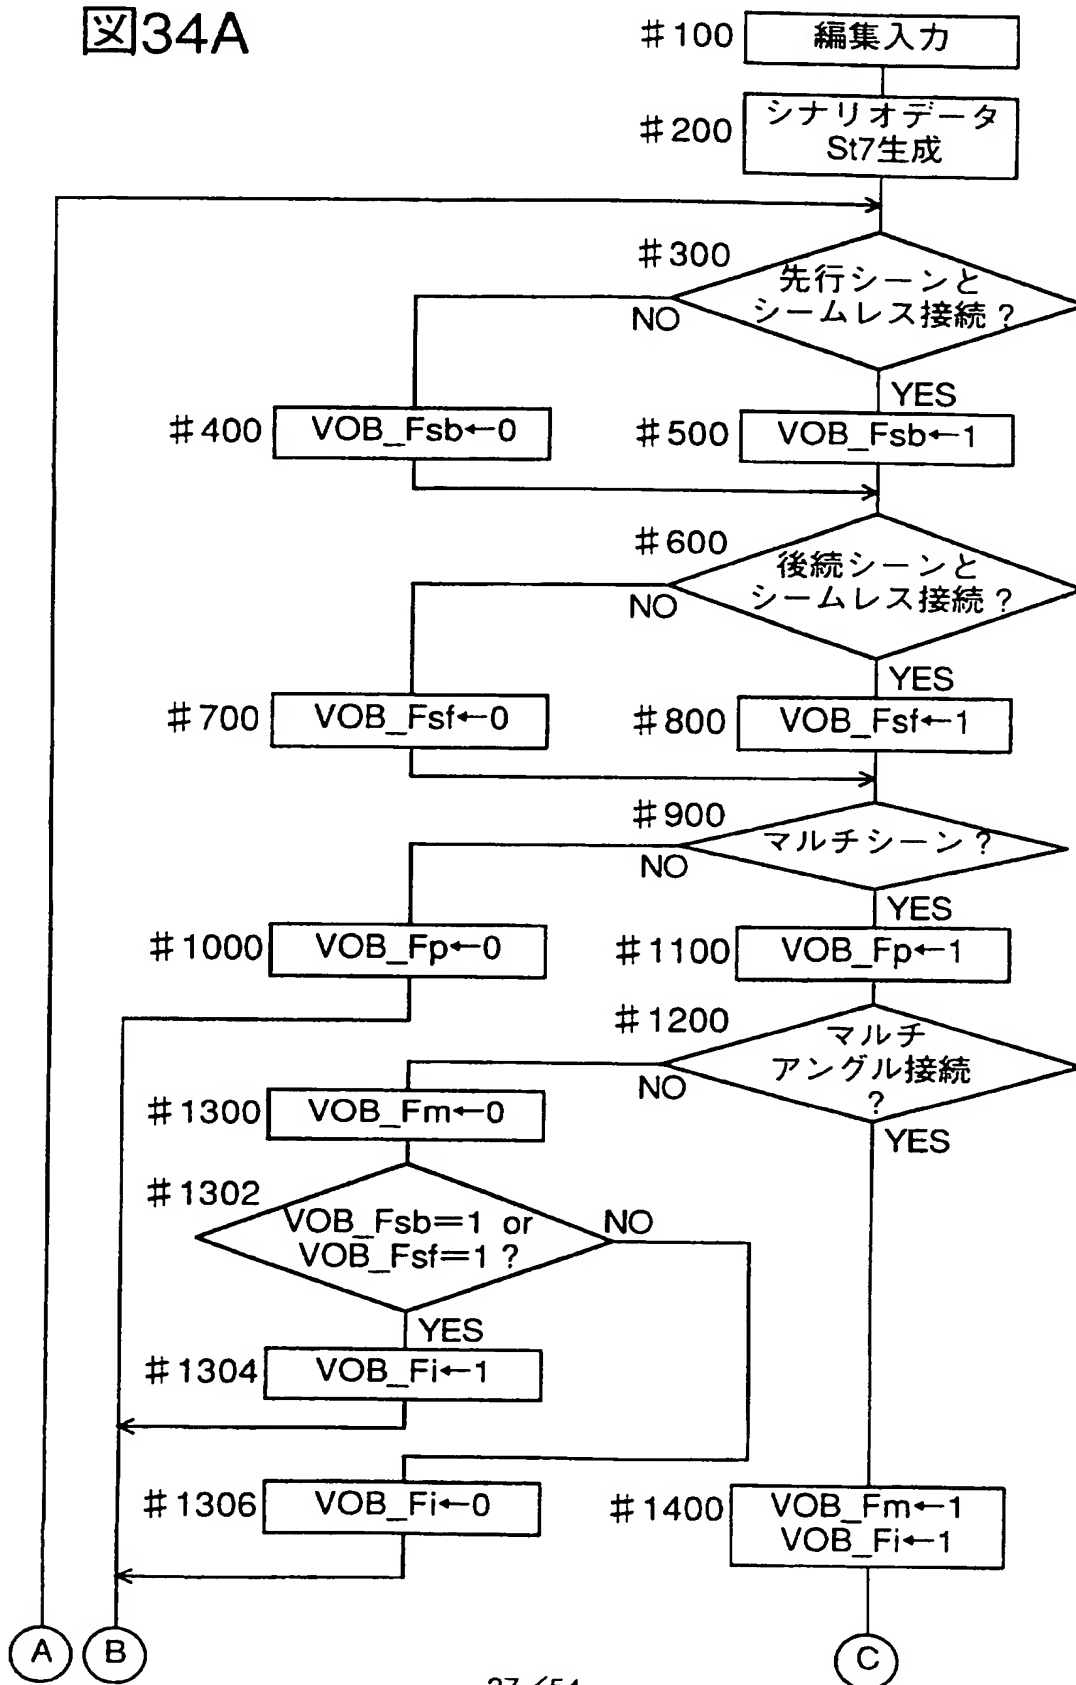 図34A
#100 編集入力
#200 シナリオデータ
St7生成
#300 先行シーンと
シームレス接続?
NO
YES
#400 VOB_Fsb←0
#500 VOB_Fsb←1
#600 後続シーンと
シームレス接続?
NO
YES
#700 VOB_Fsf←0
#800 VOB_Fsf←1
#900 マルチシーン?
NO
YES
#1000 VOB_Fp←0
#1100 VOB_Fp←1
#1200 マルチ
アングル接続
?
NO
YES
#1300 VOB_Fm←0
#1302 VOB_Fsb=1 or
VOB_Fsf=1?
NO
YES
#1304 VOB_Fi←1
#1306 VOB_Fi←0
#1400 VOB_Fm←1
VOB_Fi←1
A
B
C